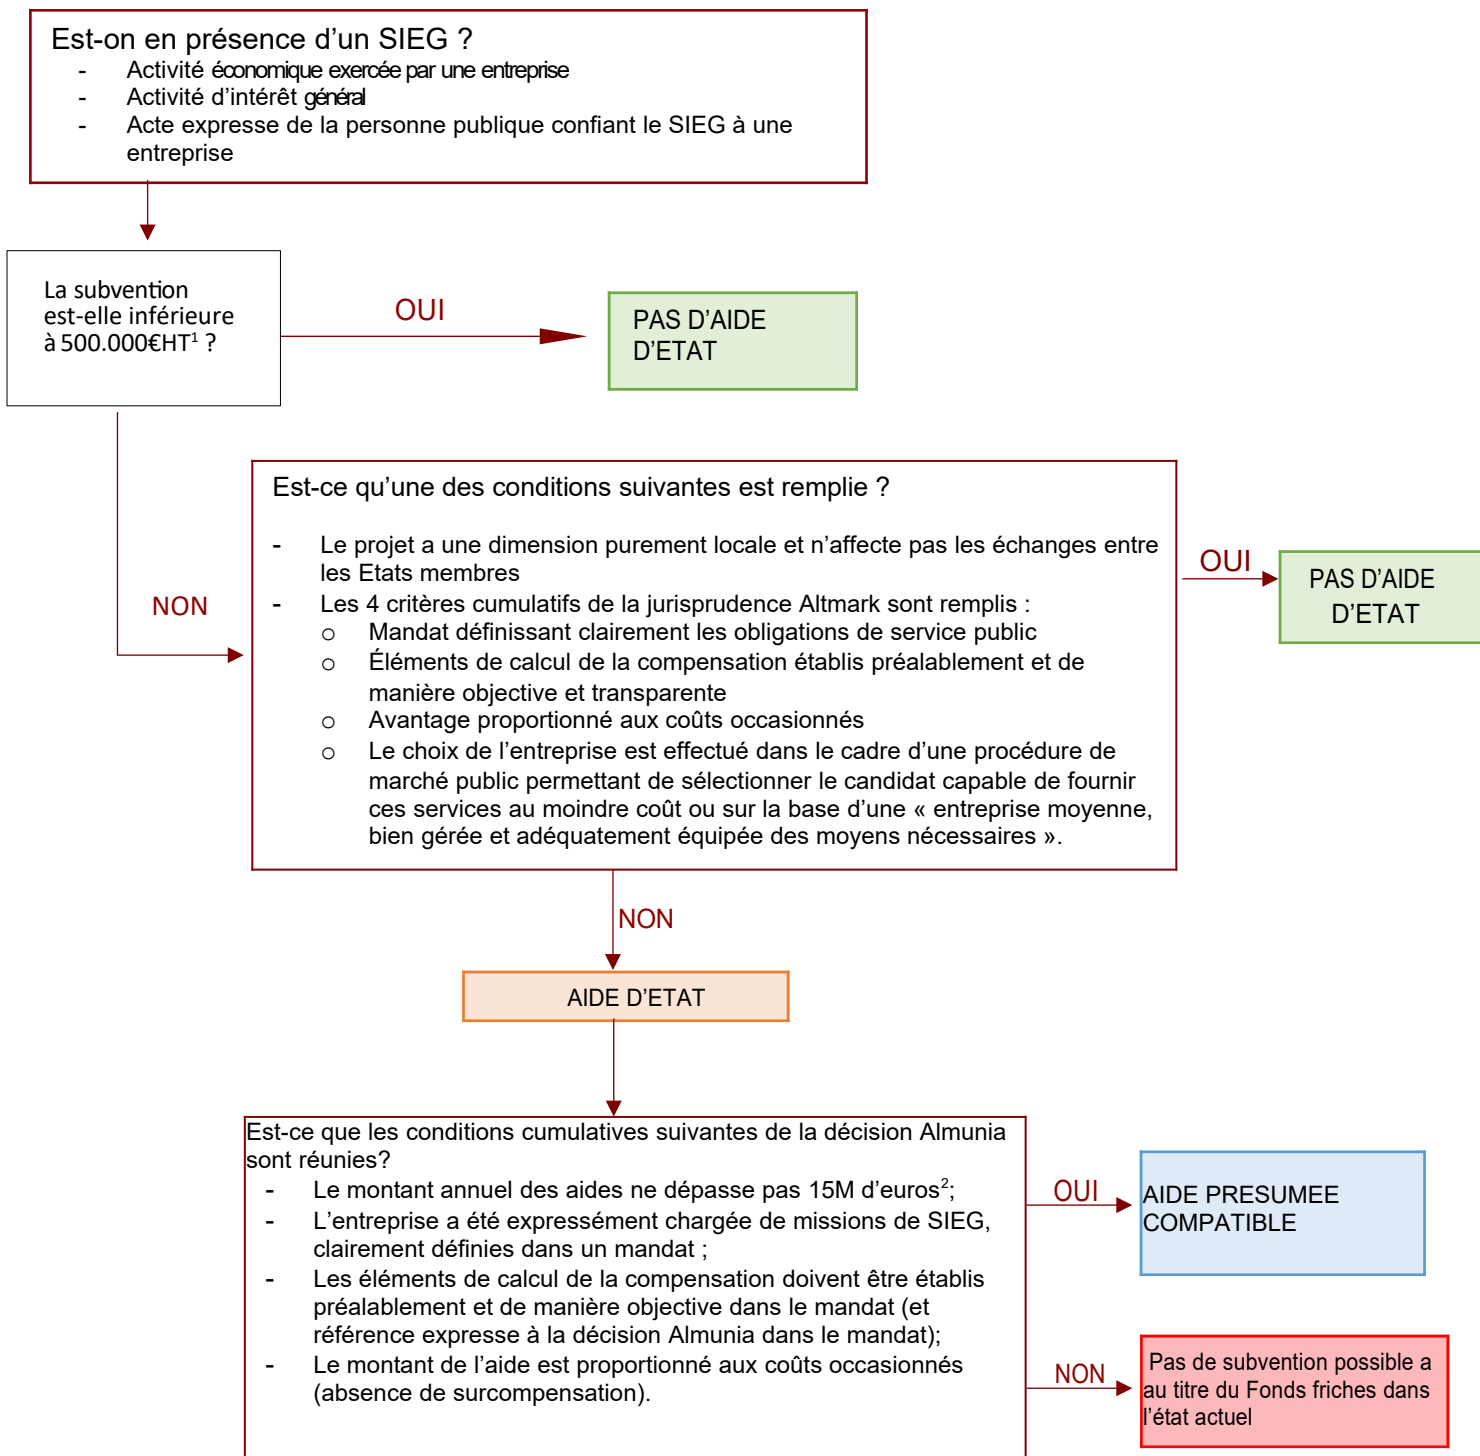 Est-on en présence d’un SIEG ?
- Activité économique exercée par une entreprise
- Activité d’intérêt général
- Acte expresse de la personne publique confiant le SIEG à une
entreprise
La subvention
est-elle inférieure
à 500.000€HT¹ ?
OUI
PAS D’AIDE
D’ETAT
NON
Est-ce qu’une des conditions suivantes est remplie ?
- Le projet a une dimension purement locale et n’affecte pas les échanges entre
les Etats membres
- Les 4 critères cumulatifs de la jurisprudence Altmark sont remplis :
o Mandat définissant clairement les obligations de service public
o Éléments de calcul de la compensation établis préalablement et de
manière objective et transparente
o Avantage proportionné aux coûts occasionnés
o Le choix de l’entreprise est effectué dans le cadre d’une procédure de
marché public permettant de sélectionner le candidat capable de fournir
ces services au moindre coût ou sur la base d’une « entreprise moyenne,
bien gérée et adéquatement équipée des moyens nécessaires ».
OUI
PAS D’AIDE
D’ETAT
NON
AIDE D’ETAT
Est-ce que les conditions cumulatives suivantes de la décision Almunia
sont réunies?
- Le montant annuel des aides ne dépasse pas 15M d’euros²;
- L’entreprise a été expressément chargée de missions de SIEG,
clairement définies dans un mandat ;
- Les éléments de calcul de la compensation doivent être établis
préalablement et de manière objective dans le mandat (et
référence expresse à la décision Almunia dans le mandat);
- Le montant de l’aide est proportionné aux coûts occasionnés
(absence de surcompensation).
OUI
AIDE PRESUMEE
COMPATIBLE
NON
Pas de subvention possible a
au titre du Fonds friches dans
l’état actuel